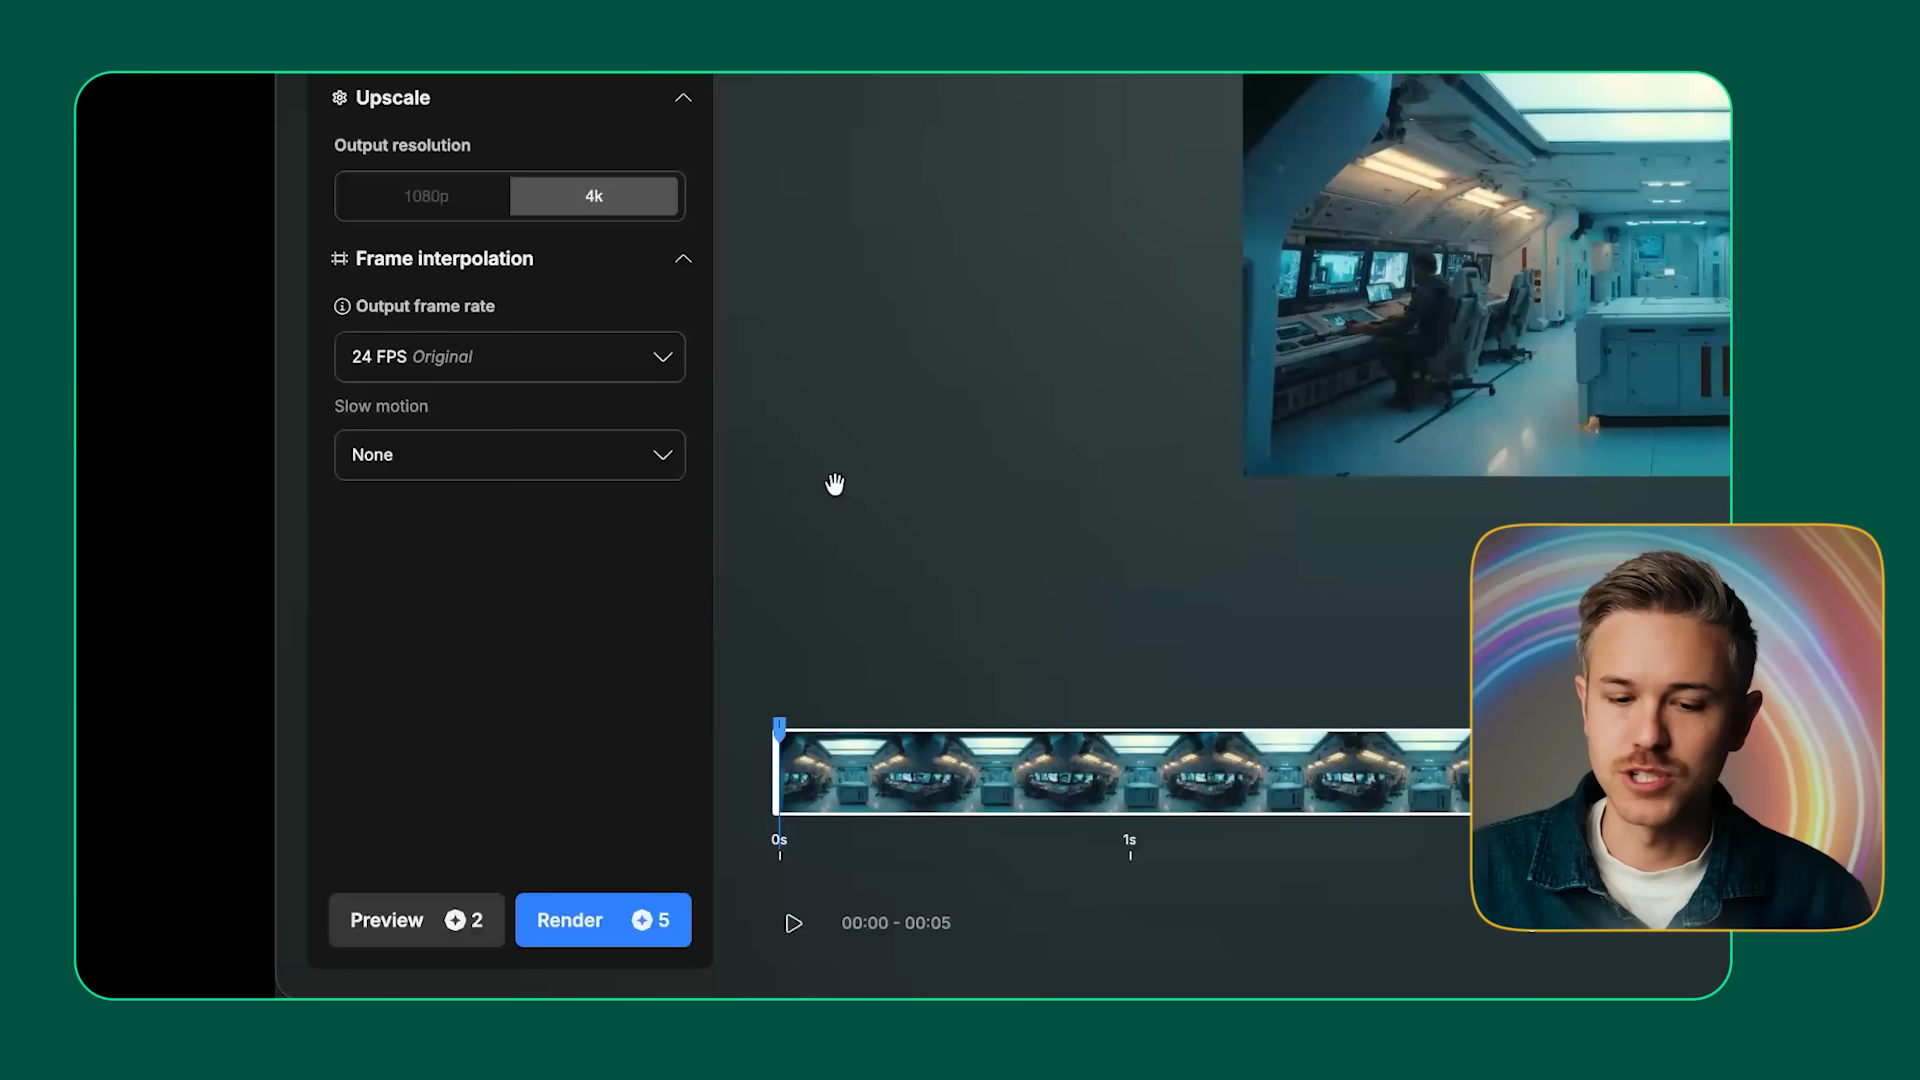 Upscale
Output resolution
1080p 4k
Frame interpolation
Output frame rate
24 FPS Original
Slow motion
None
0s 1s
Preview 2 Render 5
00:00 - 00:05